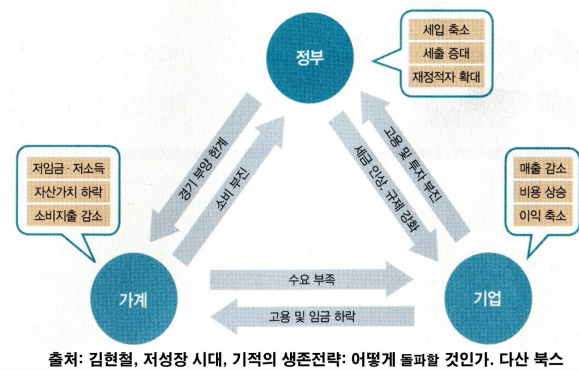 정부
세입 축소
세출 증대
재정적자 확대
경기 부양 한계
소비 부진
고용 및 투자 부진
세금 인상, 규제 강화
저임금·저소득
자산가치 하락
소비지출 감소
매출 감소
비용 상승
이익 축소
가계
수요 부족
고용 및 임금 하락
기업
출처: 김현철, 저성장 시대, 기적의 생존전략: 어떻게 돌파할 것인가. 다산 북스